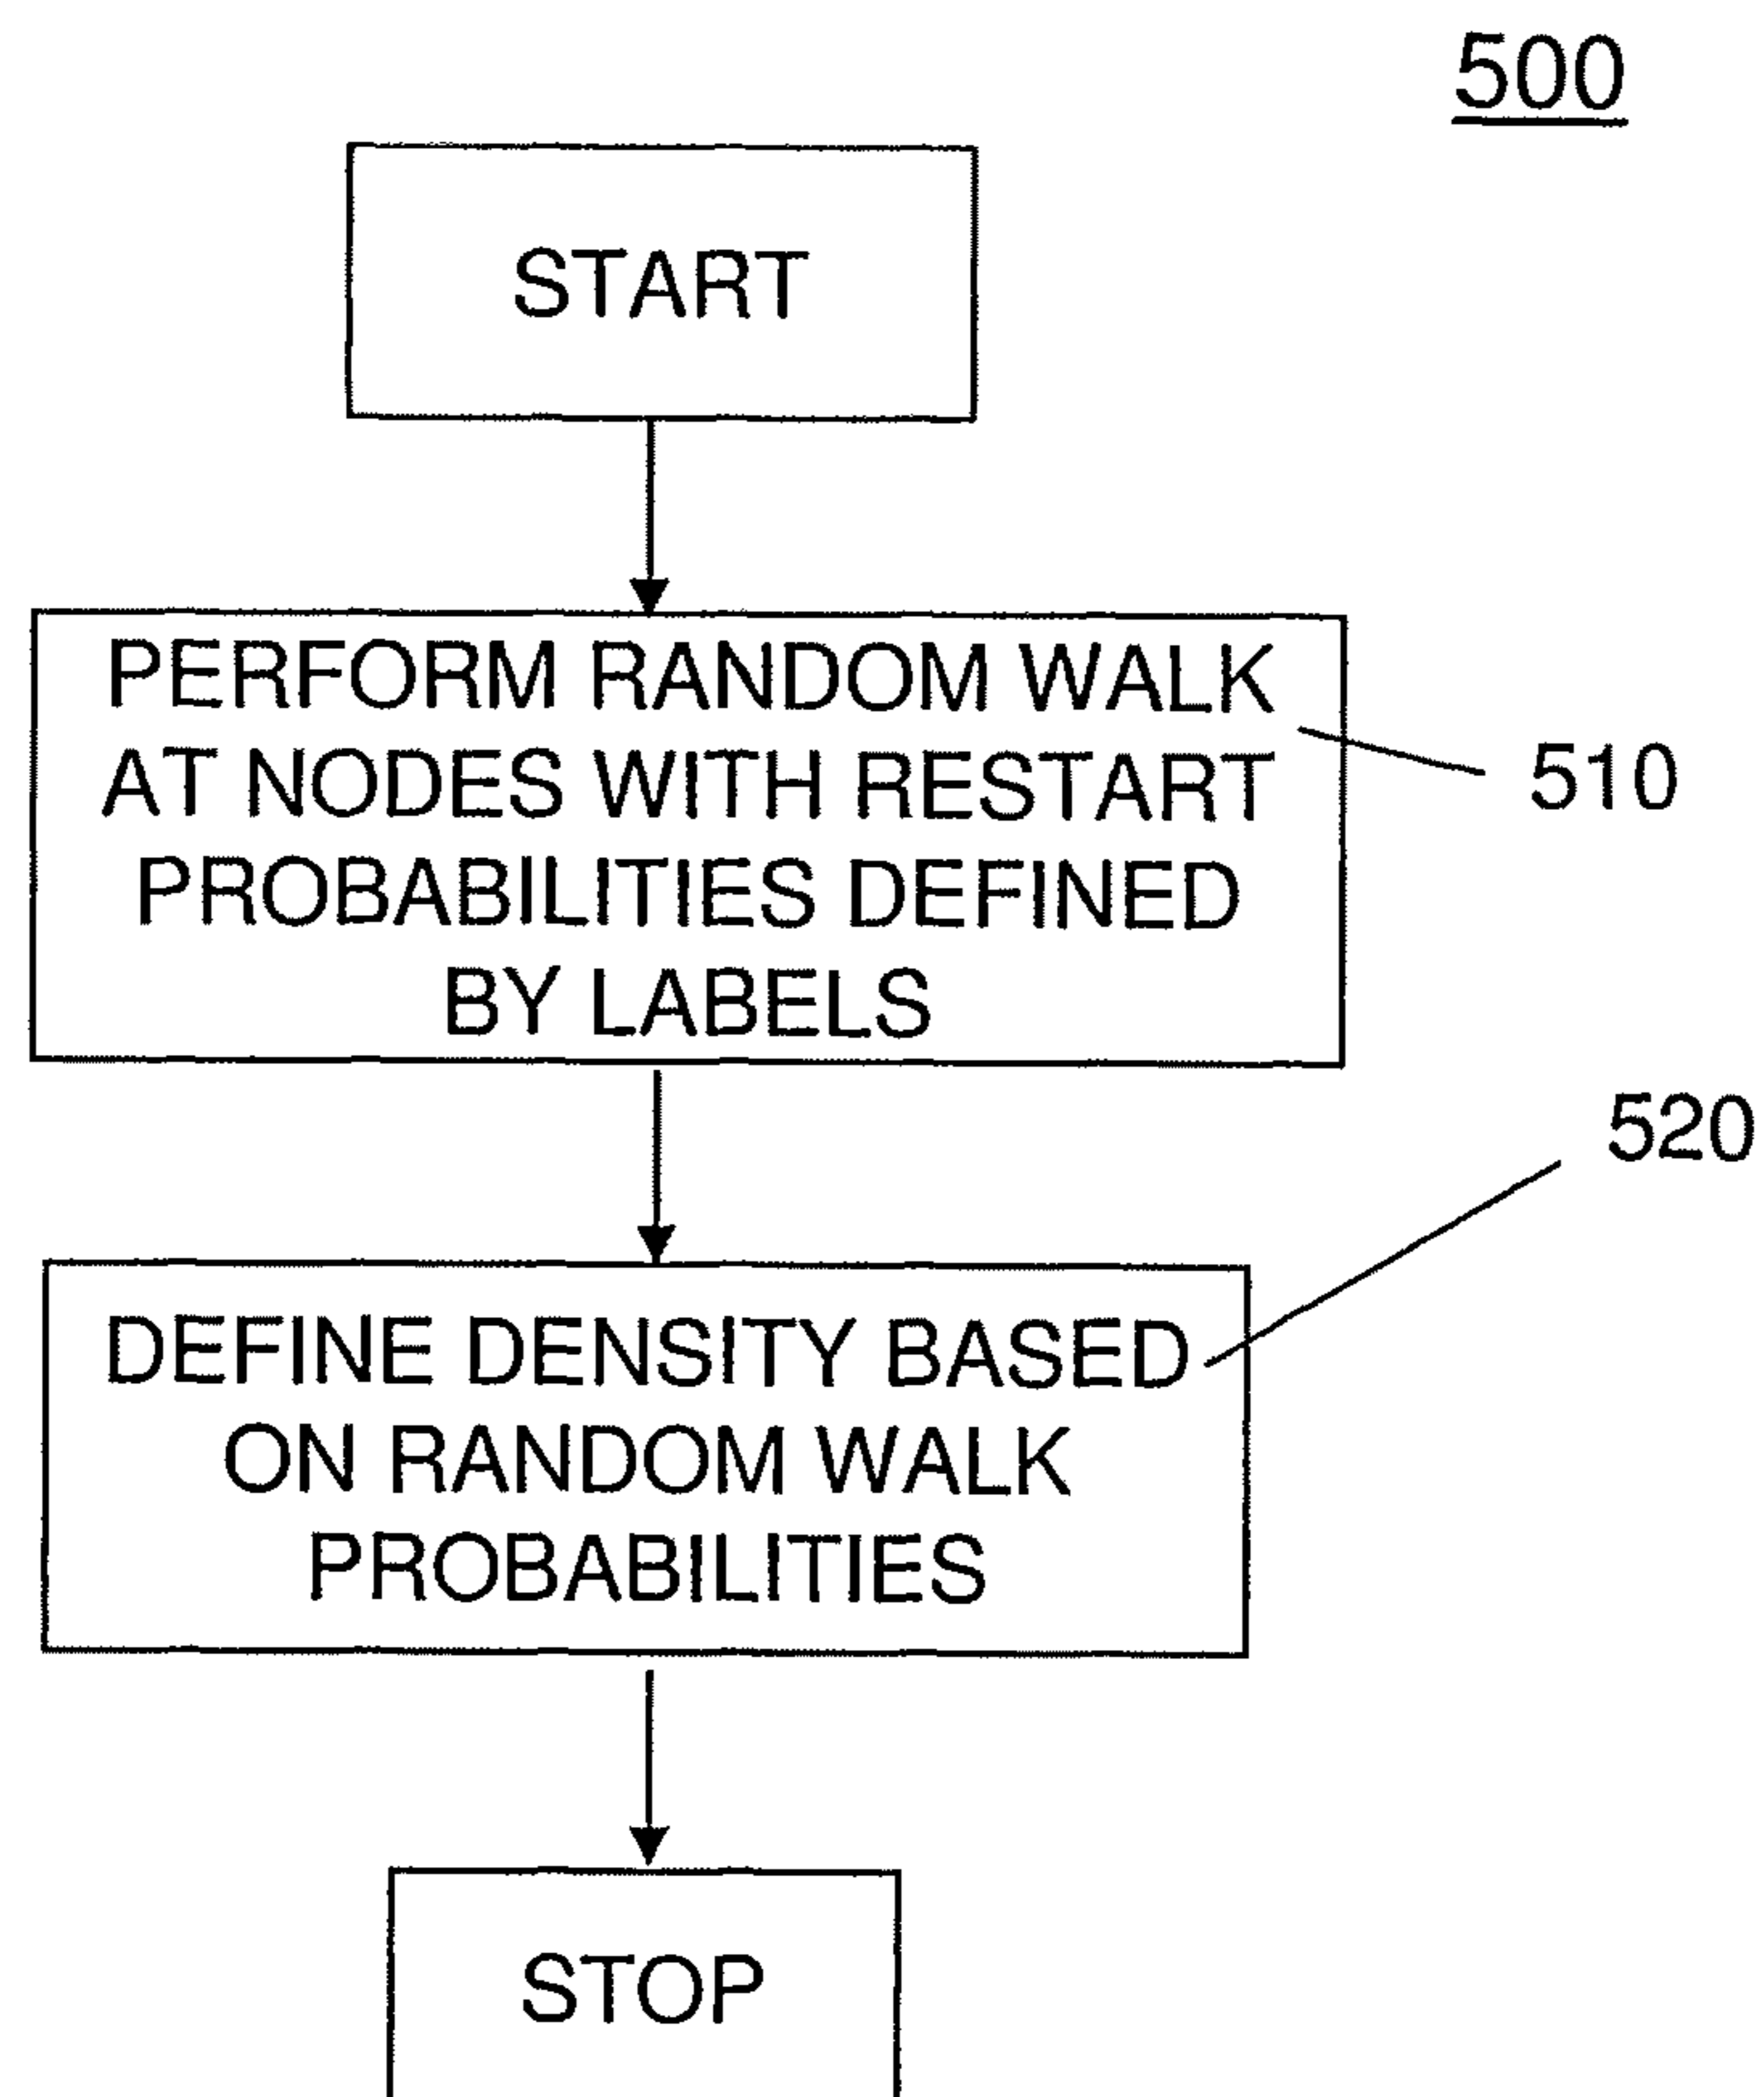 500
START
PERFORM RANDOM WALK
AT NODES WITH RESTART
PROBABILITIES DEFINED
BY LABELS
510
520
DEFINE DENSITY BASED
ON RANDOM WALK
PROBABILITIES
STOP